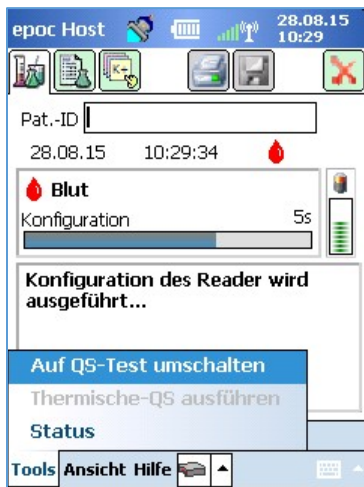 epoc Host 28.08.15
10:29
K+
Pat.-ID
28.08.15 10:29:34
Blut
Konfiguration 5s
Konfiguration des Reader wird
ausgeführt...
Auf QS-Test umschalten
Thermische-QS ausführen
Status
Tools Ansicht Hilfe